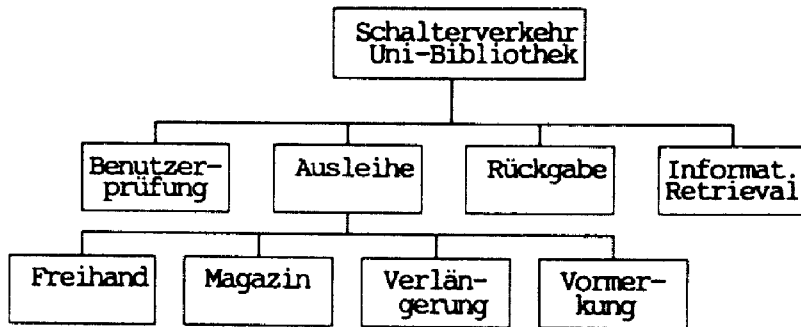 Schalterverkehr
Uni-Bibliothek
Benutzer-
prüfung
Ausleihe
Rückgabe
Informat.
Retrieval
Freihand
Magazin
Verlän-
gerung
Vormer-
kung